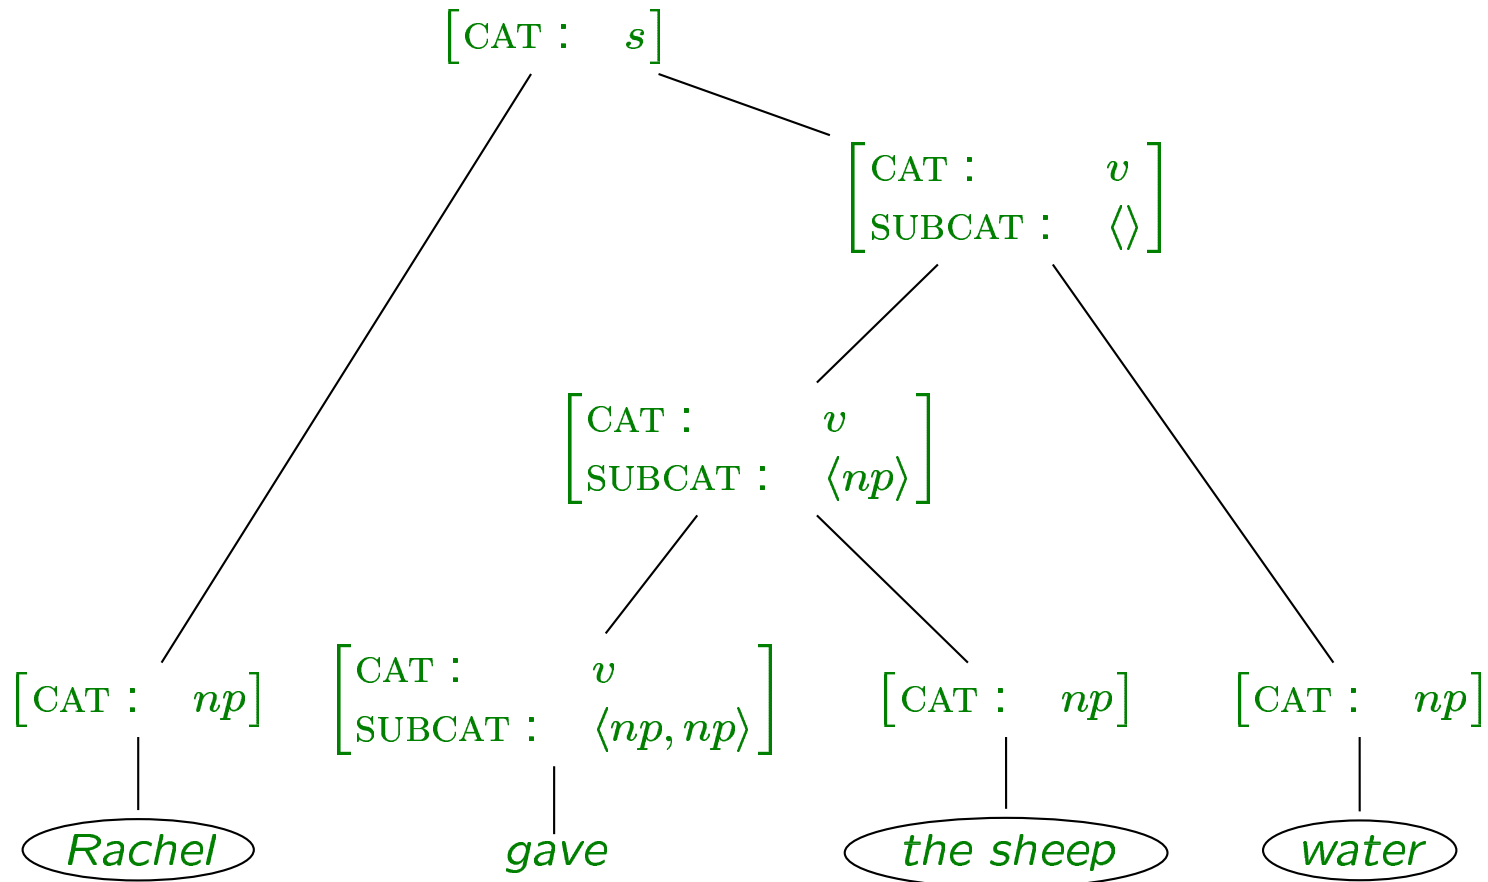 [CAT : s]
[CAT : v
SUBCAT : ⟨⟩]
[CAT : v
SUBCAT : ⟨np⟩]
[CAT : np]
[CAT : v
SUBCAT : ⟨np, np⟩]
[CAT : np]
[CAT : np]
Rachel gave the sheep water